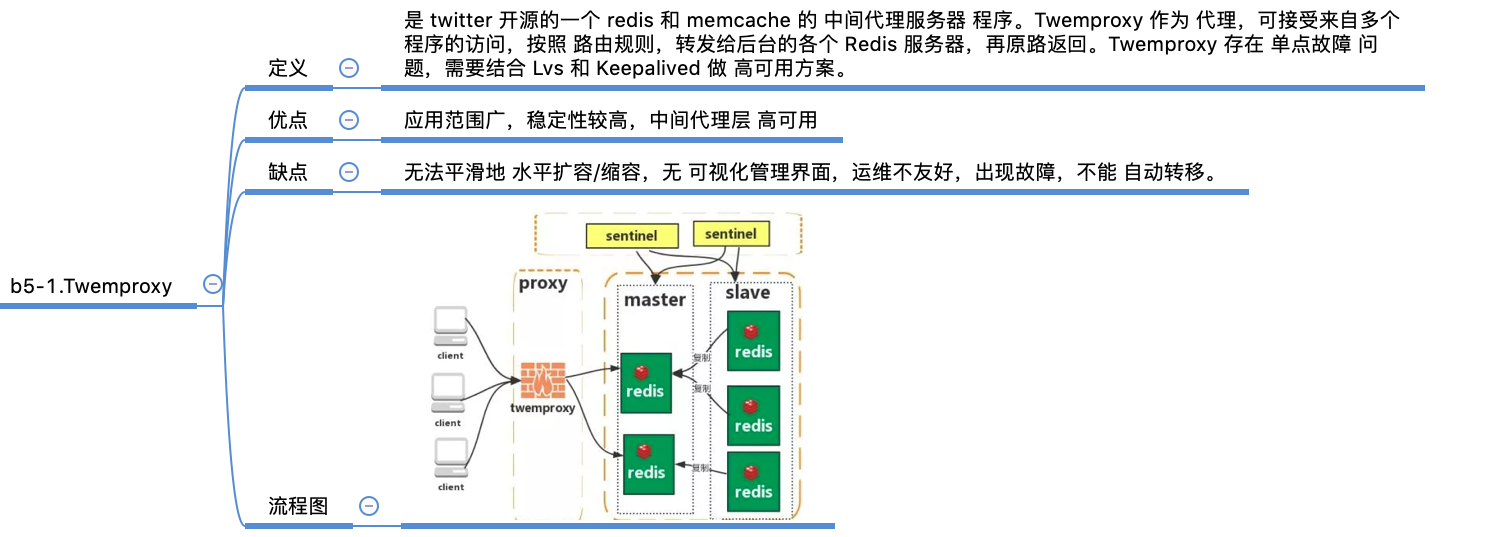 是 twitter 开源的一个 redis 和 memcache 的 中间代理服务器 程序。Twemproxy 作为 代理，可接受来自多个
程序的访问，按照 路由规则，转发给后台的各个 Redis 服务器，再原路返回。Twemproxy 存在 单点故障 问
题，需要结合 Lvs 和 Keepalived 做 高可用方案。
定义
优点
应用范围广，稳定性较高，中间代理层 高可用
缺点
无法平滑地 水平扩容/缩容，无 可视化管理界面，运维不友好，出现故障，不能 自动转移。
b5-1.Twemproxy
流程图
sentinel
sentinel
proxy
master
slave
client
client
client
twemproxy
redis
redis
redis
redis
redis
复制
复制
复制